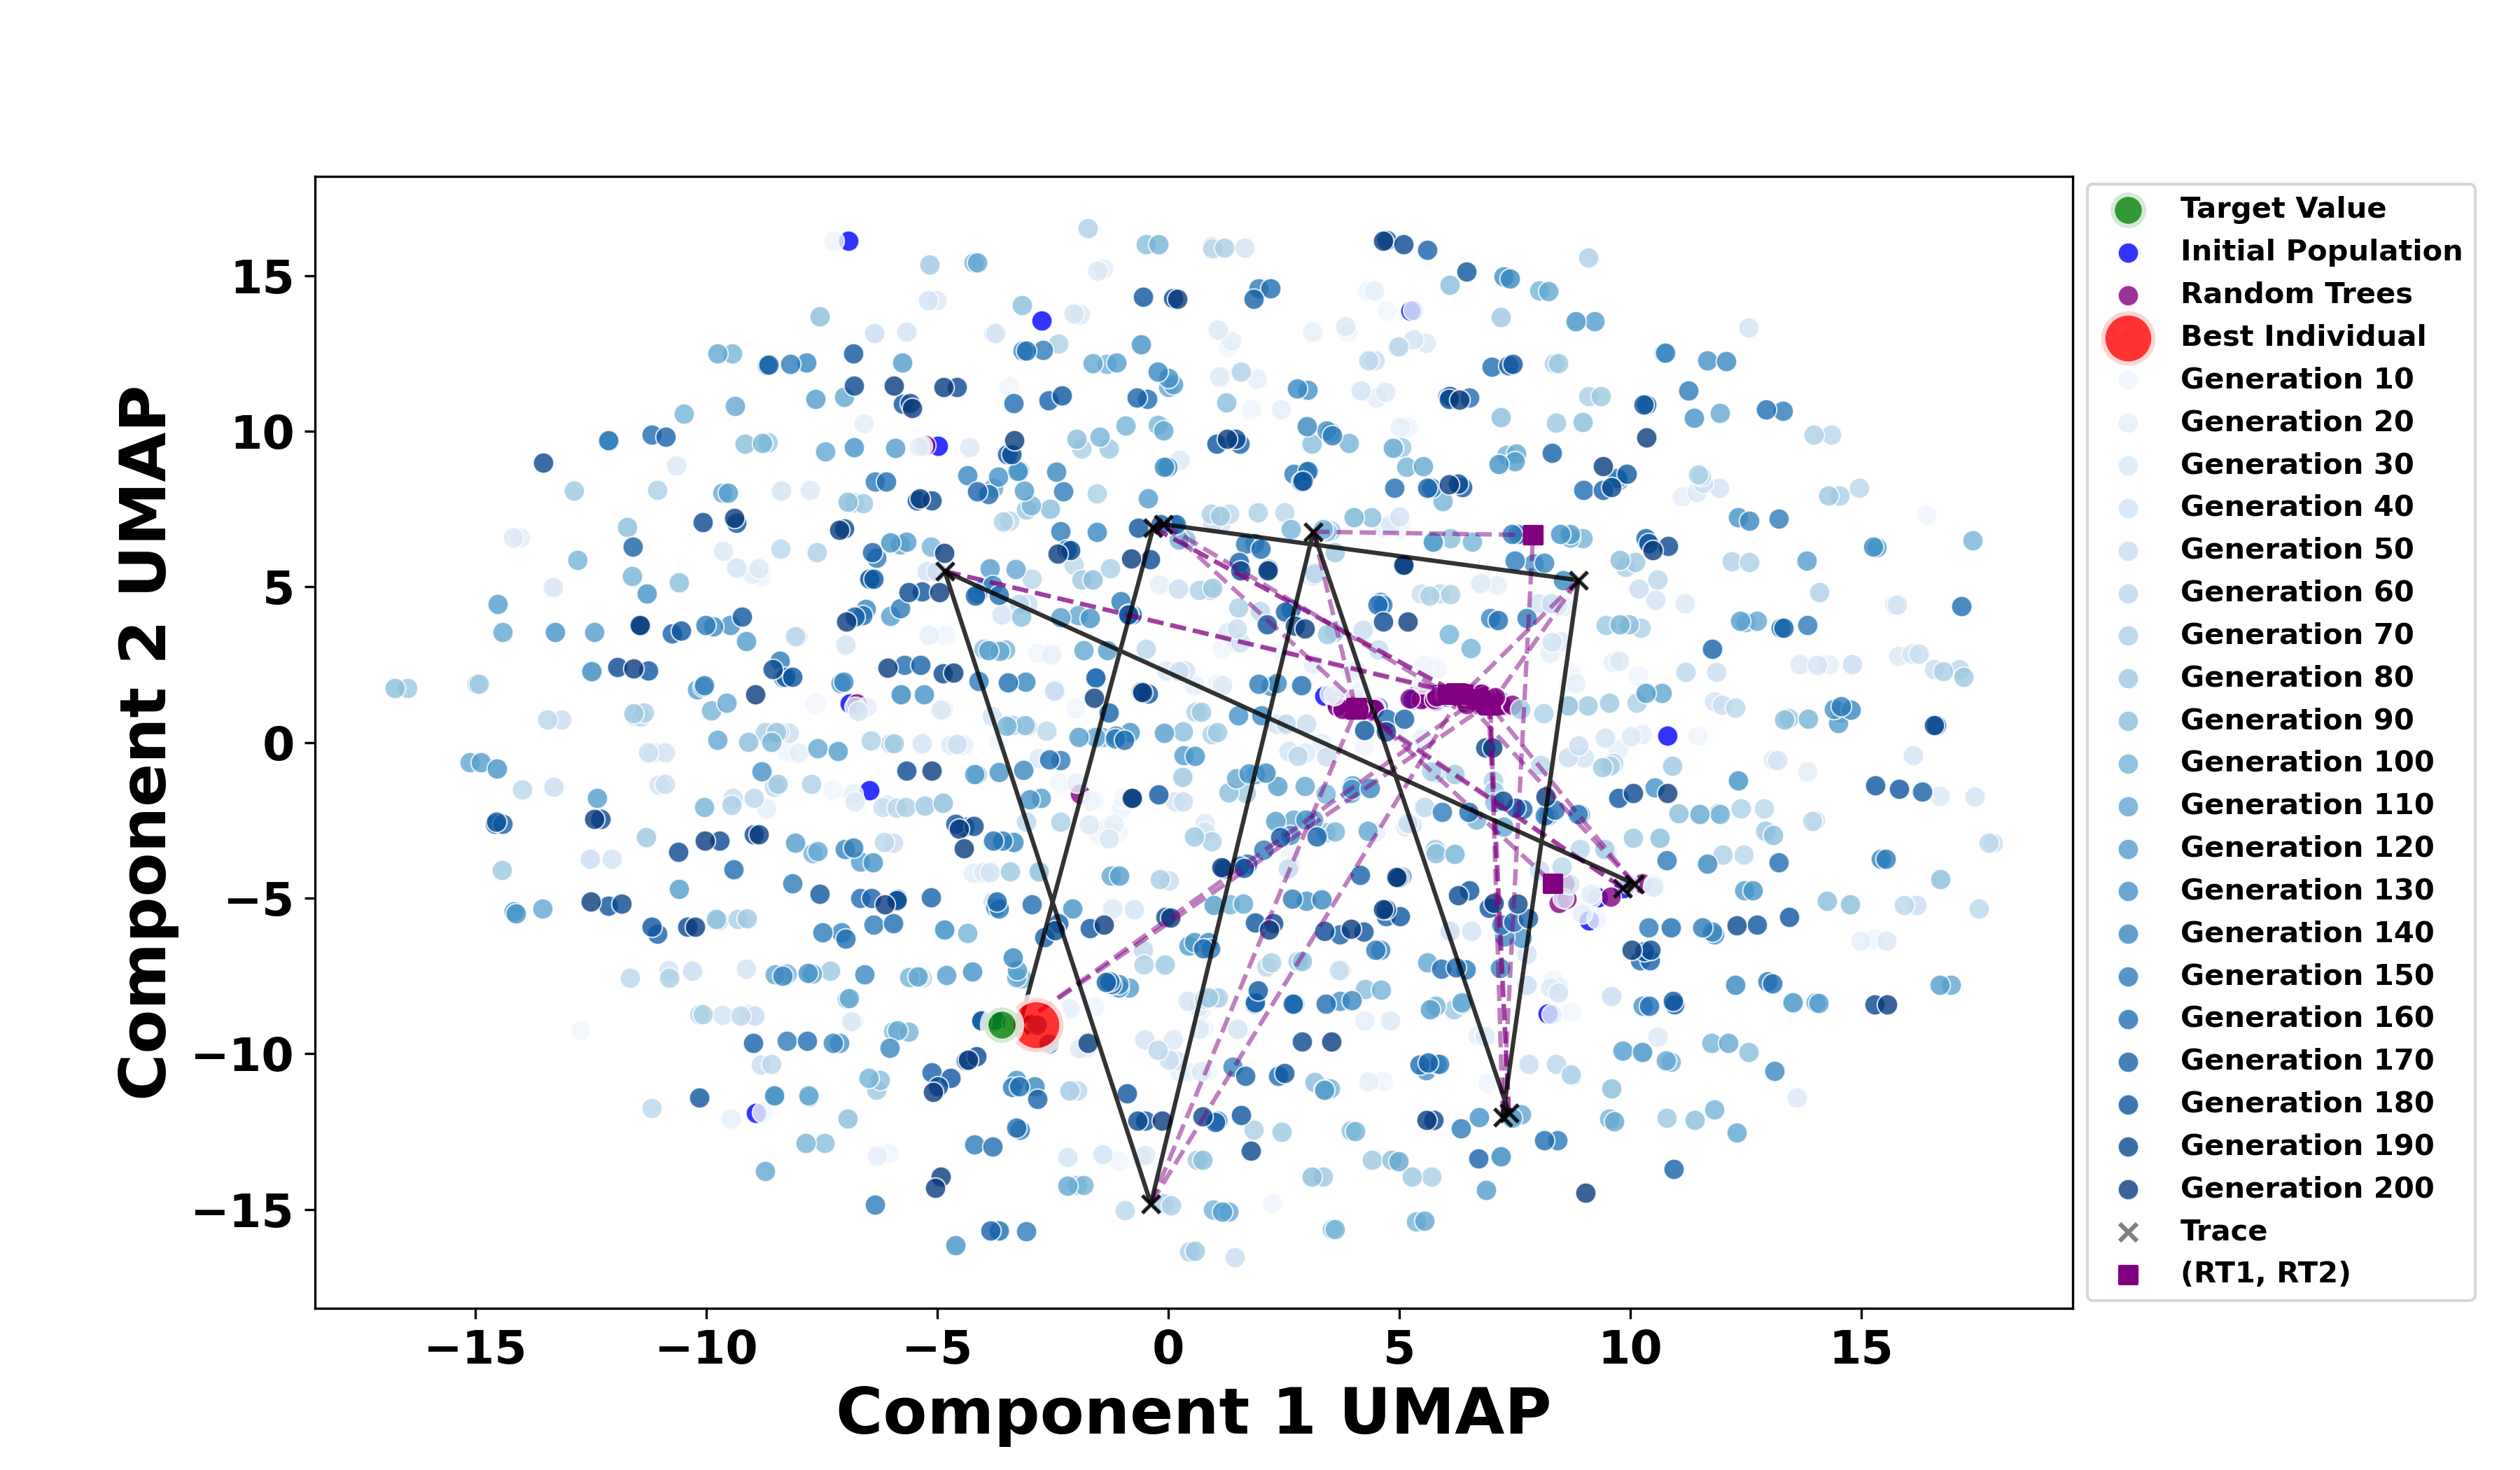 Component 2 UMAP
15
10
5
0
−5
−10
−15
−15
−10
−5
0
5
10
15
Component 1 UMAP
Target Value
Initial Population
Random Trees
Best Individual
Generation 10
Generation 20
Generation 30
Generation 40
Generation 50
Generation 60
Generation 70
Generation 80
Generation 90
Generation 100
Generation 110
Generation 120
Generation 130
Generation 140
Generation 150
Generation 160
Generation 170
Generation 180
Generation 190
Generation 200
Trace
(RT1, RT2)